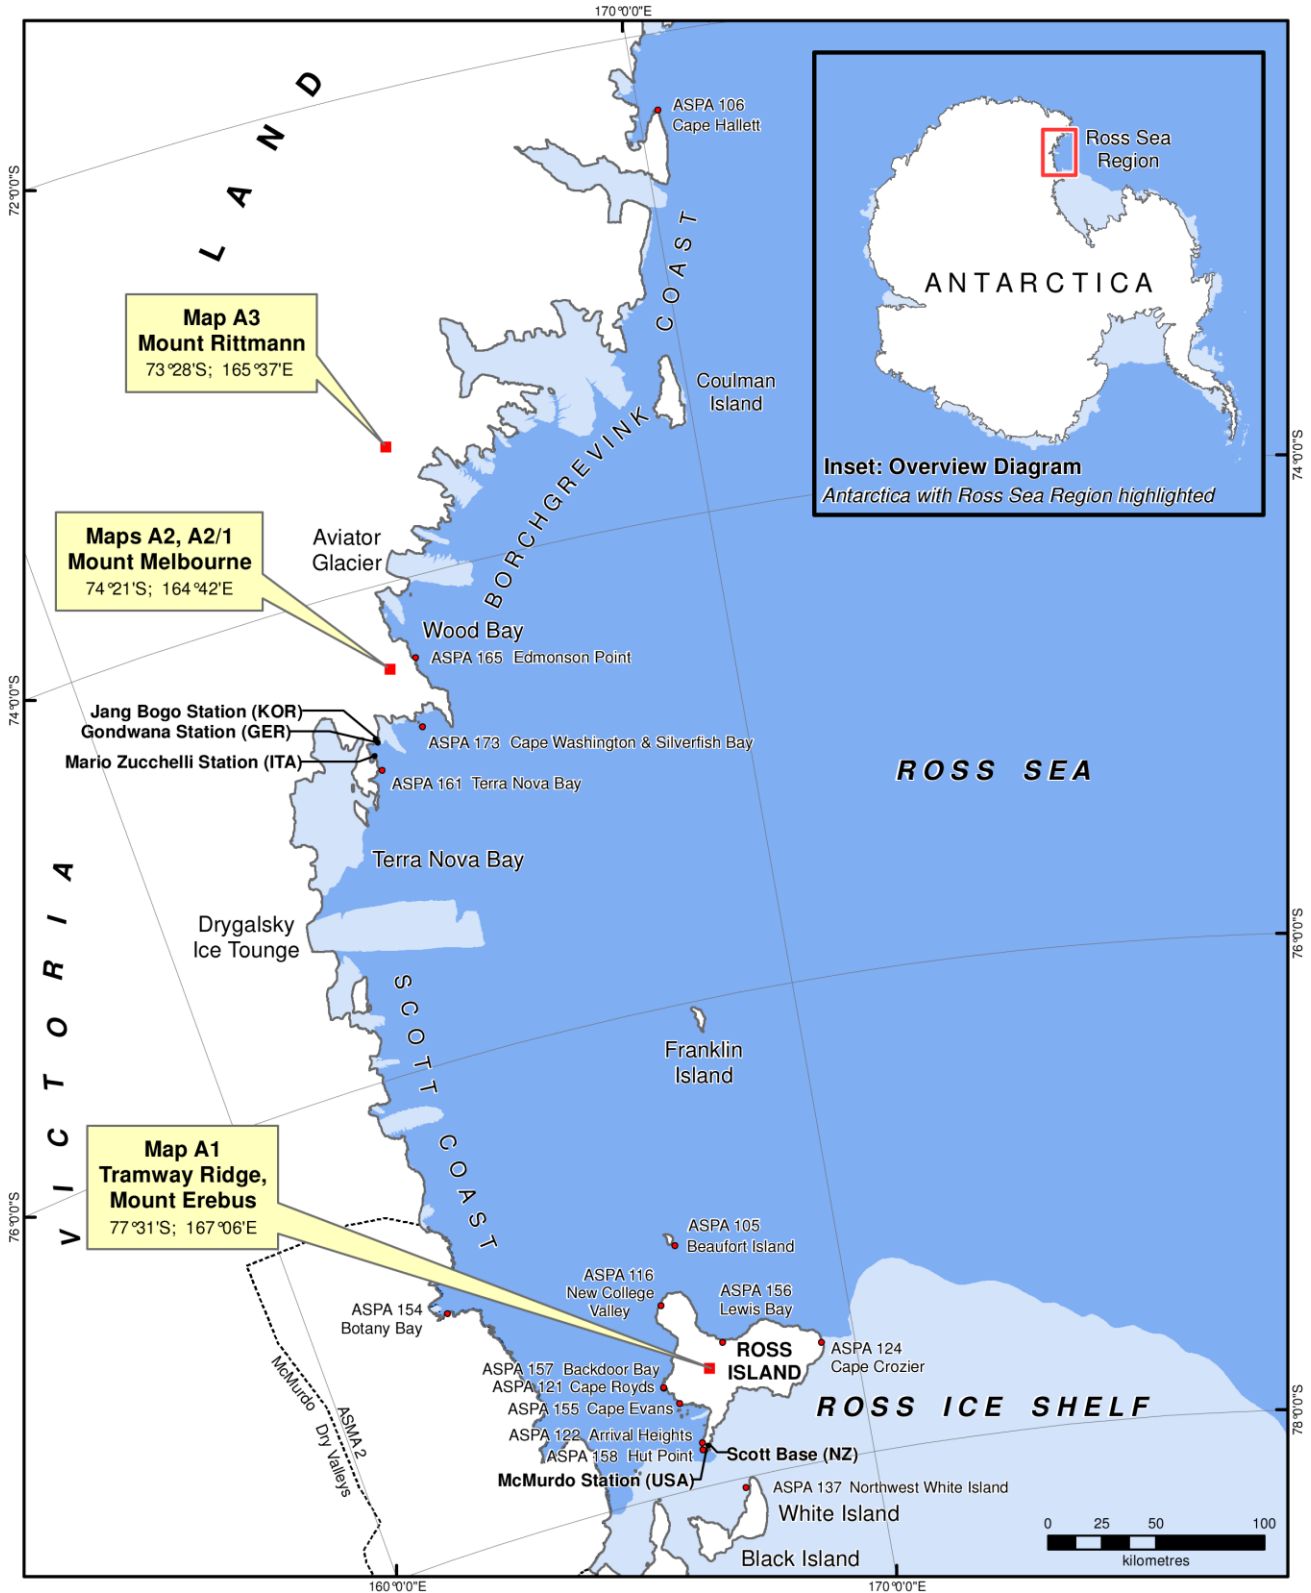 170°0'0"E
72°0'0"S
74°0'0"S
76°0'0"S
74°0'0"S
76°0'0"S
78°0'0"S
160°0'0"E
170°0'0"E
LAND
VICTORIA
ASPA 106
Cape Hallett
Ross Sea
Region
ANTARCTICA
Inset: Overview Diagram
Antarctica with Ross Sea Region highlighted
Map A3
Mount Rittmann
73°28'S; 165°37'E
COAST
BORCHGREVINK
Coulman
Island
Maps A2, A2/1
Mount Melbourne
74°21'S; 164°42'E
Aviator
Glacier
Wood Bay
ASPA 165 Edmonson Point
Jang Bogo Station (KOR)
Gondwana Station (GER)
Mario Zucchelli Station (ITA)
ASPA 173 Cape Washington & Silverfish Bay
ASPA 161 Terra Nova Bay
ROSS SEA
Terra Nova Bay
Drygalsky
Ice Tounge
SCOTT COAST
Franklin
Island
Map A1
Tramway Ridge,
Mount Erebus
77°31'S; 167°06'E
ASPA 105
Beaufort Island
ASPA 116
New College
Valley
ASPA 156
Lewis Bay
ASPA 154
Botany Bay
ROSS
ISLAND
ASPA 124
Cape Crozier
ASPA 157 Backdoor Bay
ASPA 121 Cape Royds
ASPA 155 Cape Evans
ROSS ICE SHELF
ASPA 122 Arrival Heights
ASPA 158 Hut Point
Scott Base (NZ)
McMurdo Station (USA)
ASPA 137 Northwest White Island
White Island
Black Island
ASMA 2
McMurdo Dry Valleys
0 25 50 100
kilometres